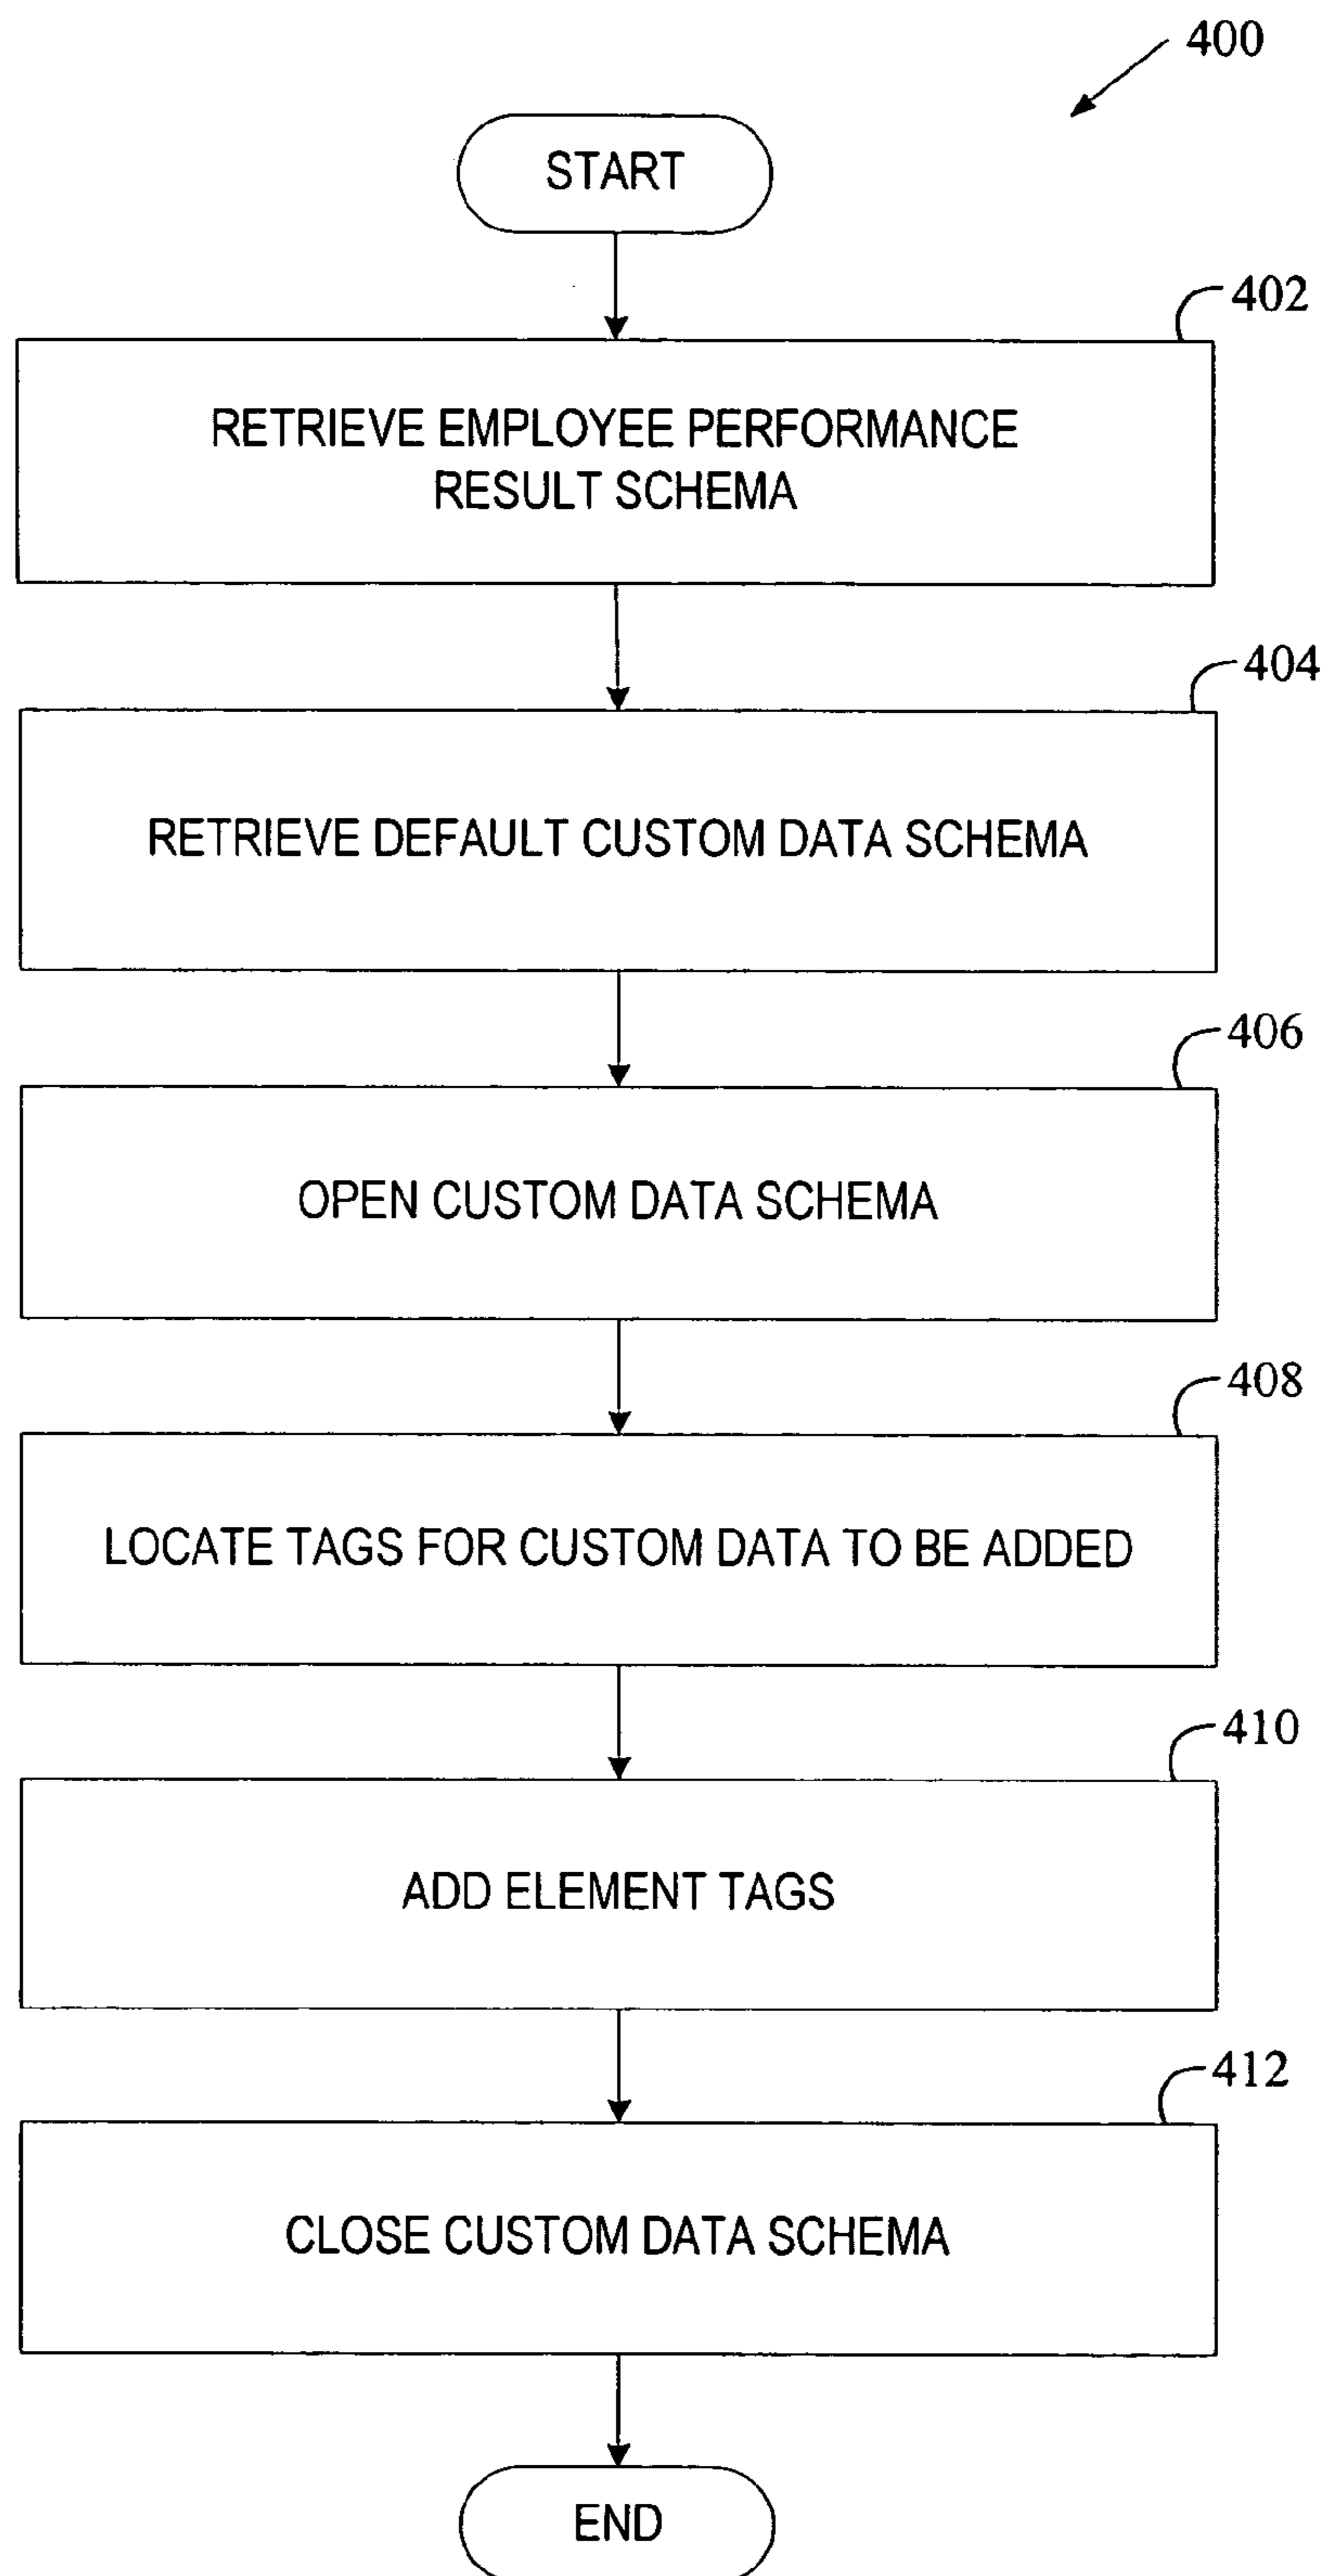 400
START
402
RETRIEVE EMPLOYEE PERFORMANCE
RESULT SCHEMA
404
RETRIEVE DEFAULT CUSTOM DATA SCHEMA
406
OPEN CUSTOM DATA SCHEMA
408
LOCATE TAGS FOR CUSTOM DATA TO BE ADDED
410
ADD ELEMENT TAGS
412
CLOSE CUSTOM DATA SCHEMA
END